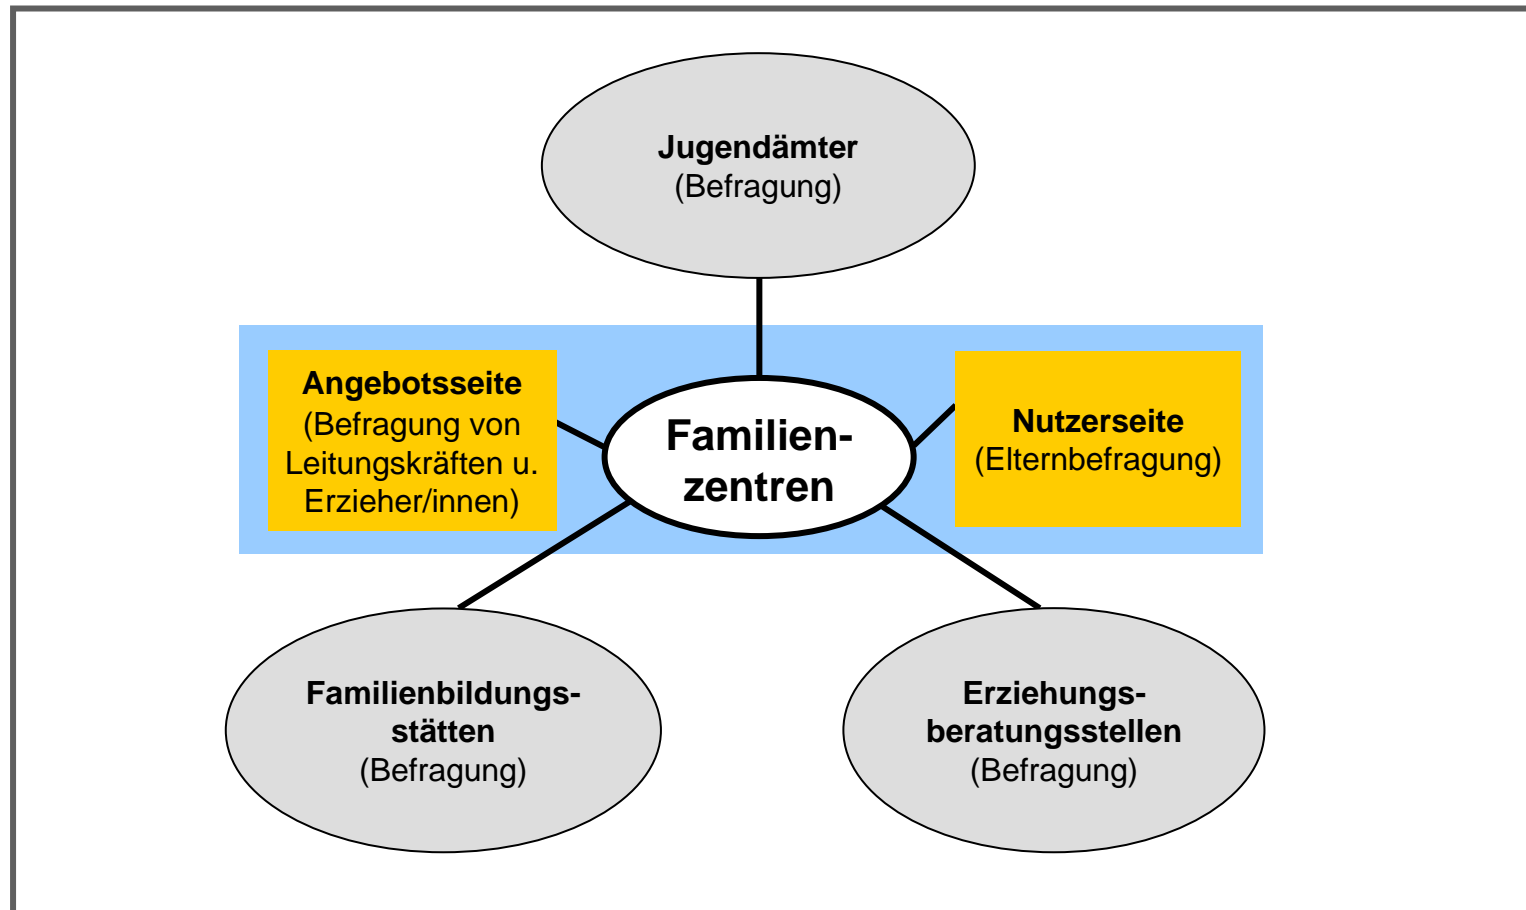 Jugendämter
(Befragung)
Angebotsseite
(Befragung von
Leitungskräften u.
Erzieher/innen)
Familien-
zentren
Nutzerseite
(Elternbefragung)
Familienbildungs-
stätten
(Befragung)
Erziehungs-
beratungsstellen
(Befragung)